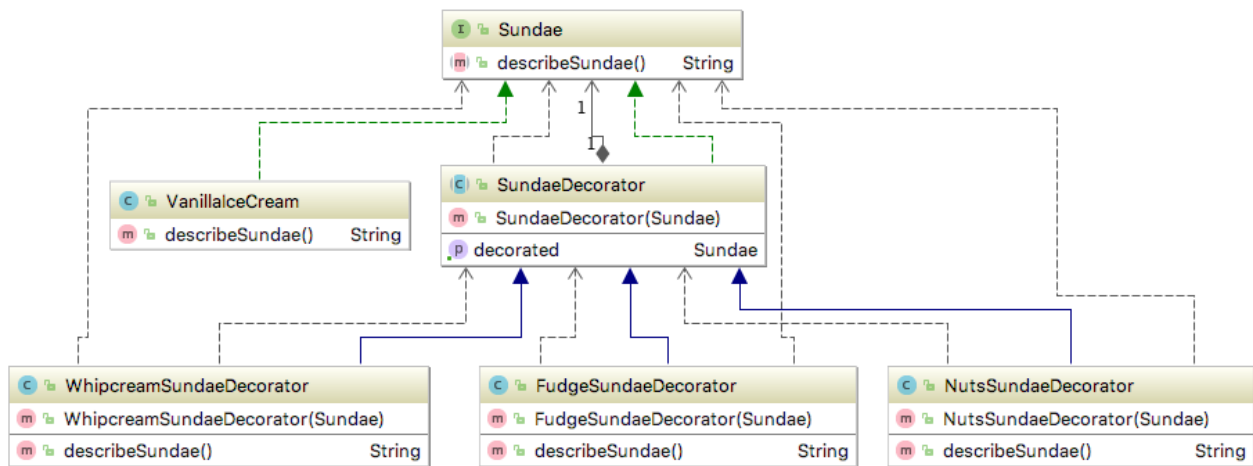 I Sundae
m describeSundae() String
1
1
C SundaeDecorator
m SundaeDecorator(Sundae)
p decorated Sundae
C VanillaIceCream
m describeSundae() String
C WhipcreamSundaeDecorator
m WhipcreamSundaeDecorator(Sundae)
m describeSundae() String
C FudgeSundaeDecorator
m FudgeSundaeDecorator(Sundae)
m describeSundae() String
C NutsSundaeDecorator
m NutsSundaeDecorator(Sundae)
m describeSundae() String